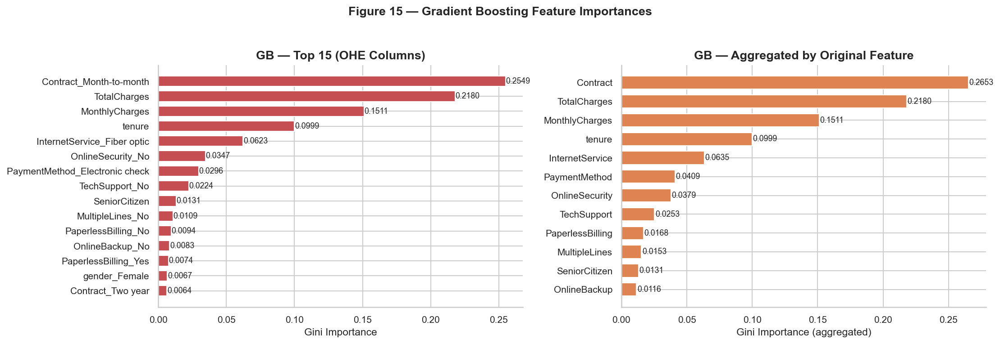 Figure 15 — Gradient Boosting Feature Importances
GB — Top 15 (OHE Columns)
Contract_Month-to-month 0.2549
TotalCharges 0.2180
MonthlyCharges 0.1511
tenure 0.0999
InternetService_Fiber optic 0.0623
OnlineSecurity_No 0.0347
PaymentMethod_Electronic check 0.0296
TechSupport_No 0.0224
SeniorCitizen 0.0131
MultipleLines_No 0.0109
PaperlessBilling_No 0.0094
OnlineBackup_No 0.0083
PaperlessBilling_Yes 0.0074
gender_Female 0.0067
Contract_Two year 0.0064
0.00 0.05 0.10 0.15 0.20 0.25
Gini Importance
GB — Aggregated by Original Feature
Contract 0.2653
TotalCharges 0.2180
MonthlyCharges 0.1511
tenure 0.0999
InternetService 0.0635
PaymentMethod 0.0409
OnlineSecurity 0.0379
TechSupport 0.0253
PaperlessBilling 0.0168
MultipleLines 0.0153
SeniorCitizen 0.0131
OnlineBackup 0.0116
0.00 0.05 0.10 0.15 0.20 0.25
Gini Importance (aggregated)